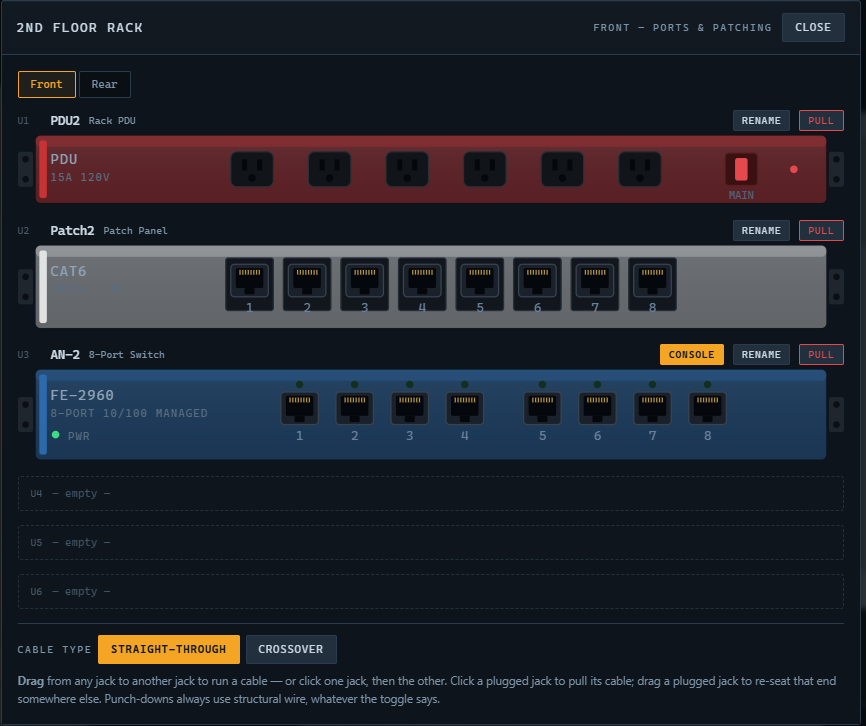 2ND FLOOR RACK
FRONT — PORTS & PATCHING
CLOSE
Front
Rear
U1 PDU2 Rack PDU
RENAME
PULL
PDU
15A 120V
MAIN
U2 Patch2 Patch Panel
RENAME
PULL
CAT6
1 2 3 4 5 6 7 8
U3 AN-2 8-Port Switch
CONSOLE
RENAME
PULL
FE-2960
8-PORT 10/100 MANAGED
PWR
1 2 3 4 5 6 7 8
U4 — empty —
U5 — empty —
U6 — empty —
CABLE TYPE
STRAIGHT-THROUGH
CROSSOVER
Drag from any jack to another jack to run a cable — or click one jack, then the other. Click a plugged jack to pull its cable; drag a plugged jack to re-seat that end
somewhere else. Punch-downs always use structural wire, whatever the toggle says.